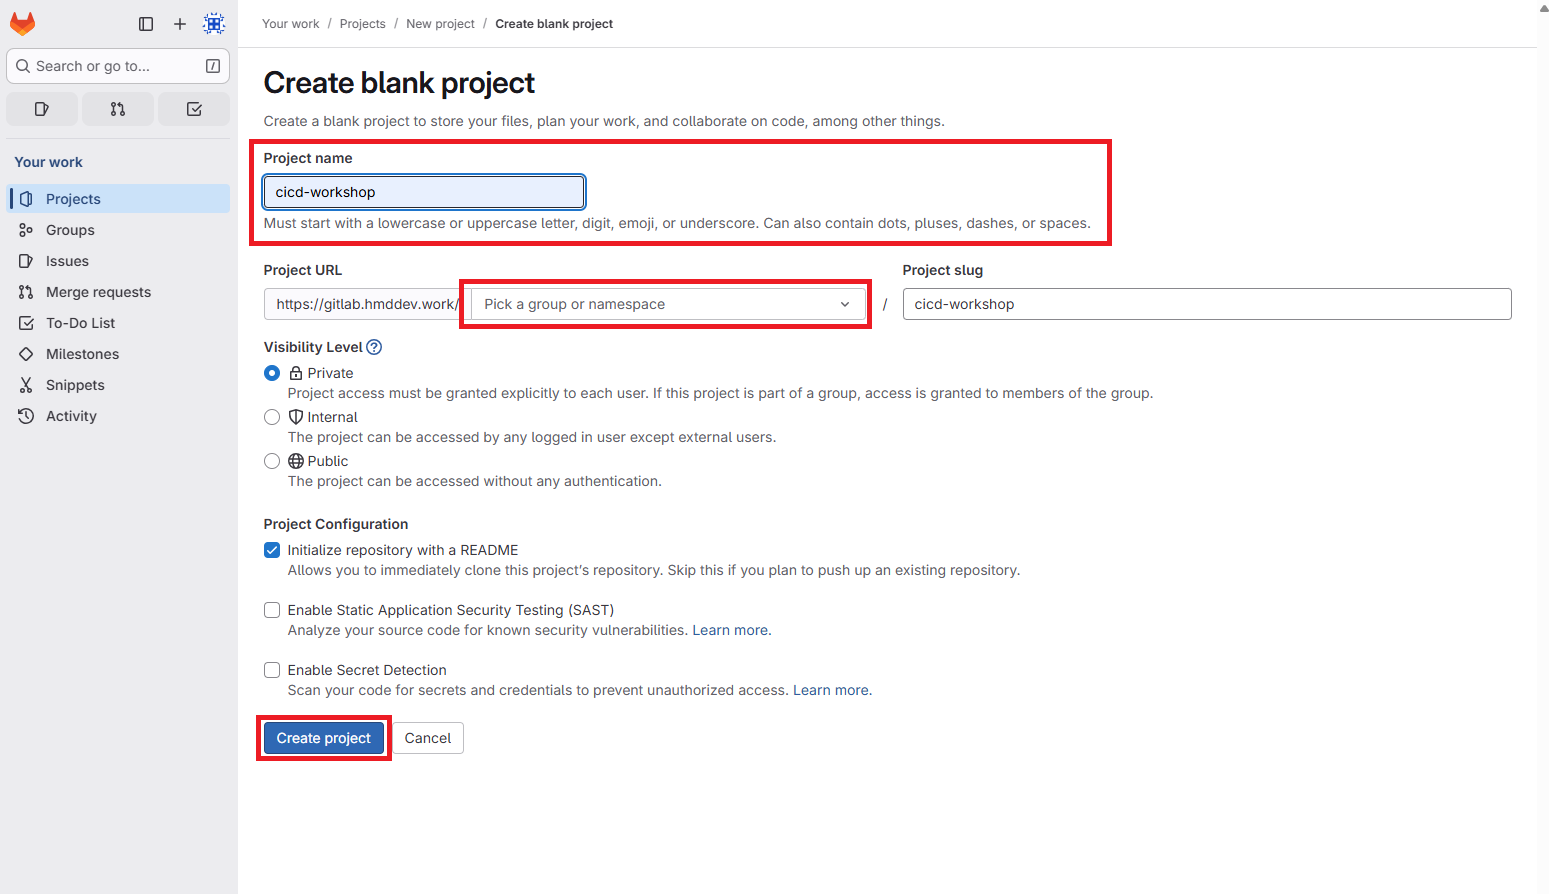 Your work / Projects / New project / Create blank project
Search or go to... /
Your work
Projects
Groups
Issues
Merge requests
To-Do List
Milestones
Snippets
Activity
Create blank project
Create a blank project to store your files, plan your work, and collaborate on code, among other things.
Project name
cicd-workshop
Must start with a lowercase or uppercase letter, digit, emoji, or underscore. Can also contain dots, pluses, dashes, or spaces.
Project URL
https://gitlab.hmddev.work/ Pick a group or namespace /
Project slug
cicd-workshop
Visibility Level ?
Private
Project access must be granted explicitly to each user. If this project is part of a group, access is granted to members of the group.
Internal
The project can be accessed by any logged in user except external users.
Public
The project can be accessed without any authentication.
Project Configuration
Initialize repository with a README
Allows you to immediately clone this project’s repository. Skip this if you plan to push up an existing repository.
Enable Static Application Security Testing (SAST)
Analyze your source code for known security vulnerabilities. Learn more.
Enable Secret Detection
Scan your code for secrets and credentials to prevent unauthorized access. Learn more.
Create project Cancel